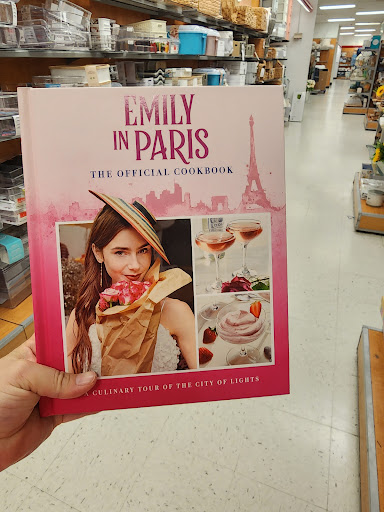 EMILY
IN PARIS
THE OFFICIAL COOKBOOK
A CULINARY TOUR OF THE CITY OF LIGHTS